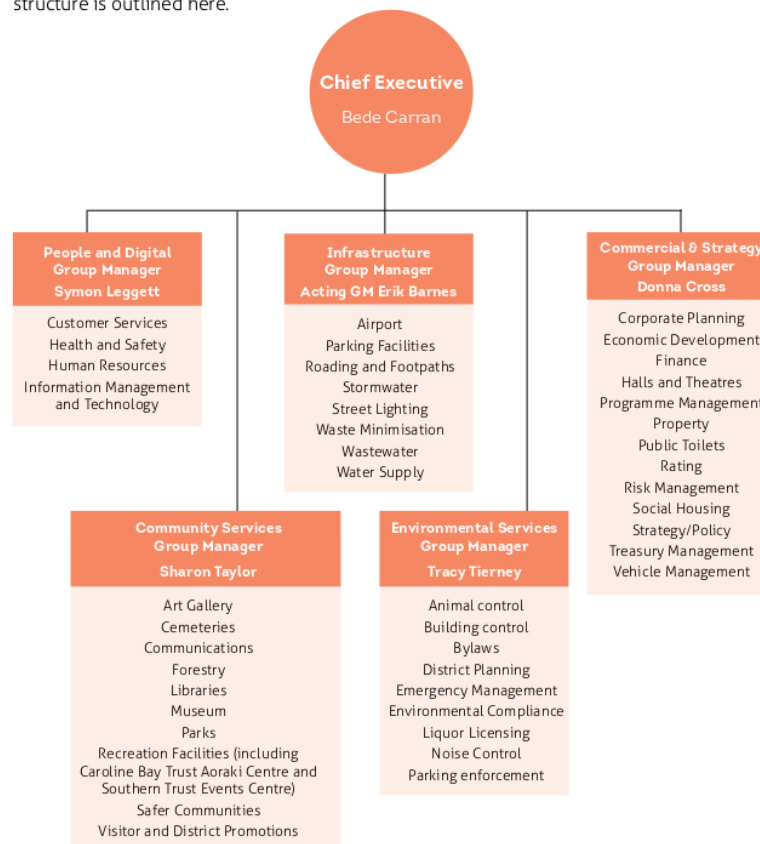 structure is outlined here.
Chief Executive
Bede Carran
People and Digital
Group Manager
Symon Leggett
Customer Services
Health and Safety
Human Resources
Information Management
and Technology
Infrastructure
Group Manager
Acting GM Erik Barnes
Airport
Parking Facilities
Roading and Footpaths
Stormwater
Street Lighting
Waste Minimisation
Wastewater
Water Supply
Commercial & Strategy
Group Manager
Donna Cross
Corporate Planning
Economic Development
Finance
Halls and Theatres
Programme Management
Property
Public Toilets
Rating
Risk Management
Social Housing
Strategy/Policy
Treasury Management
Vehicle Management
Community Services
Group Manager
Sharon Taylor
Art Gallery
Cemeteries
Communications
Forestry
Libraries
Museum
Parks
Recreation Facilities (including
Caroline Bay Trust Aoraki Centre and
Southern Trust Events Centre)
Safer Communities
Visitor and District Promotions
Environmental Services
Group Manager
Tracy Tierney
Animal control
Building control
Bylaws
District Planning
Emergency Management
Environmental Compliance
Liquor Licensing
Noise Control
Parking enforcement